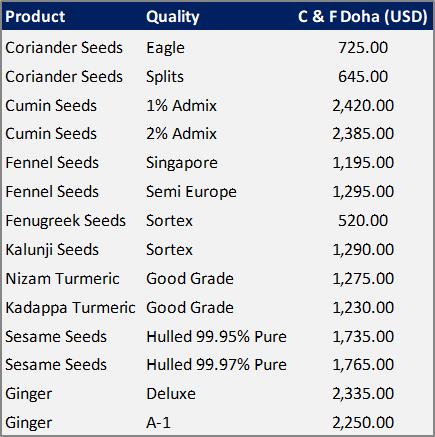 Product Quality C & F Doha (USD)
Coriander Seeds Eagle 725.00
Coriander Seeds Splits 645.00
Cumin Seeds 1% Admix 2,420.00
Cumin Seeds 2% Admix 2,385.00
Fennel Seeds Singapore 1,195.00
Fennel Seeds Semi Europe 1,295.00
Fenugreek Seeds Sortex 520.00
Kalunji Seeds Sortex 1,290.00
Nizam Turmeric Good Grade 1,275.00
Kadappa Turmeric Good Grade 1,230.00
Sesame Seeds Hulled 99.95% Pure 1,735.00
Sesame Seeds Hulled 99.97% Pure 1,765.00
Ginger Deluxe 2,335.00
Ginger A-1 2,250.00